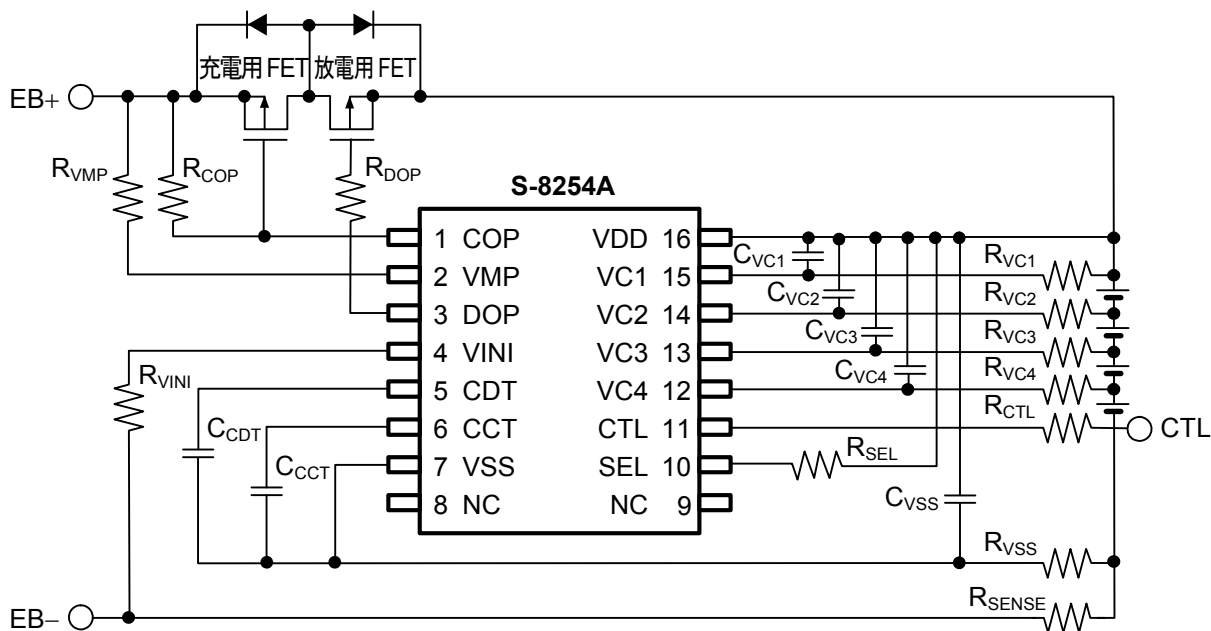 充電用 FET 放電用 FET
EB+
RVMP
RCOP
RDOP
S-8254A
1 COP VDD 16
2 VMP VC1 15
3 DOP VC2 14
4 VINI VC3 13
5 CDT VC4 12
6 CCT CTL 11
7 VSS SEL 10
8 NC NC 9
RVINI
CCDT
CCCT
CVC1
CVC2
CVC3
CVC4
RVC1
RVC2
RVC3
RVC4
RCTL
CTL
RSEL
CVSS
RVSS
RSENSE
EB−